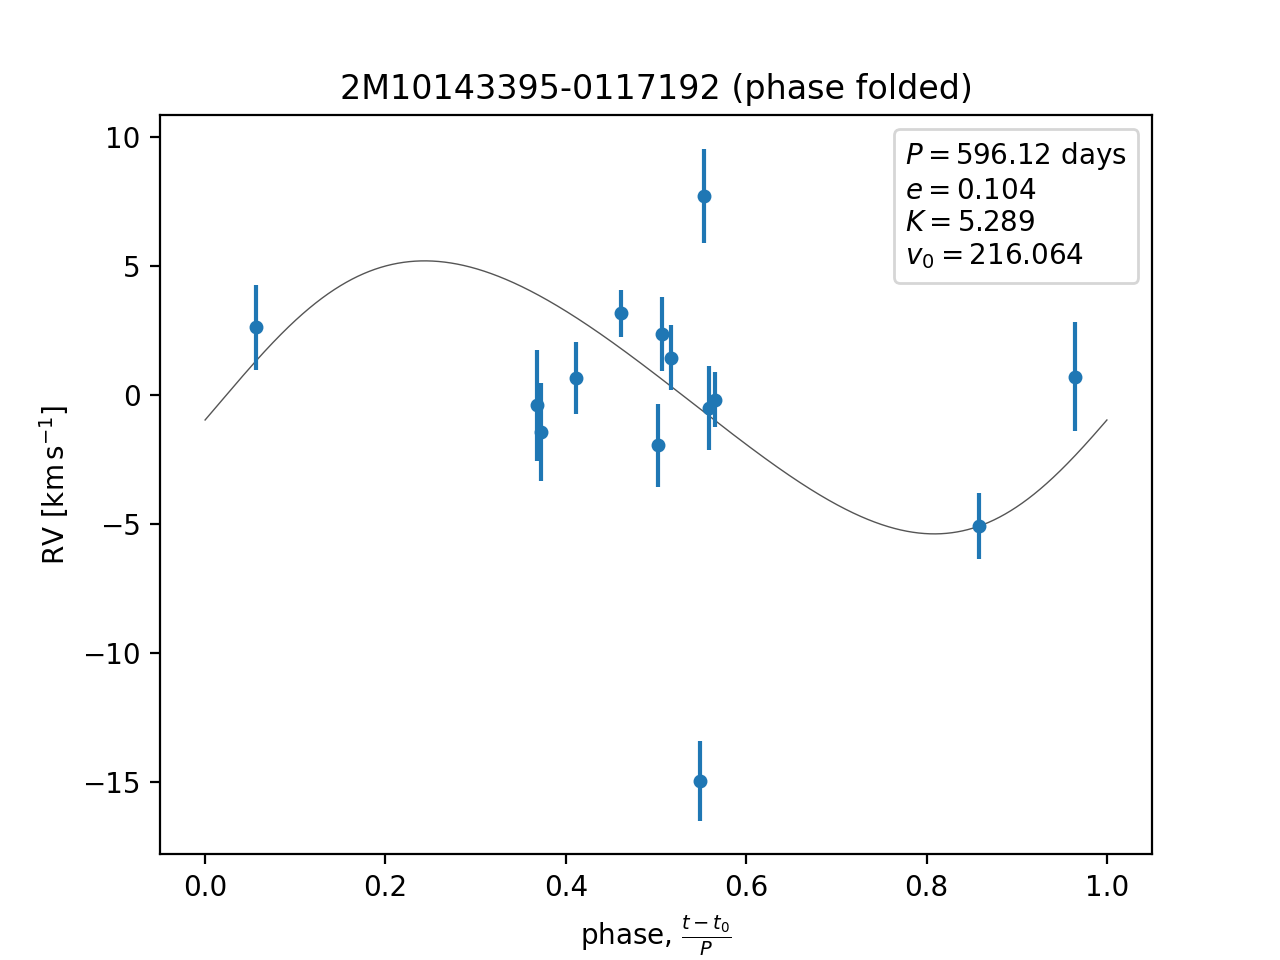 2M10143395-0117192 (phase folded)
P = 596.12 days
e = 0.104
K = 5.289
v₀ = 216.064
10
5
0
−5
−10
−15
RV [km s⁻¹]
0.0 0.2 0.4 0.6 0.8 1.0
phase, (t − t₀)/P